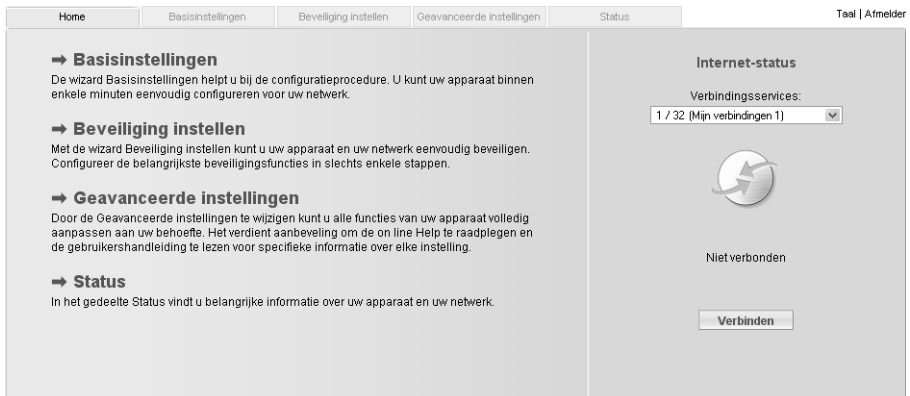 Home
Basisinstellingen
Beveiliging instellen
Geavanceerde instellingen
Status
Taal | Afmelder
➡ Basisinstellingen
De wizard Basisinstellingen helpt u bij de configuratieprocedure. U kunt uw apparaat binnen
enkele minuten eenvoudig configureren voor uw netwerk.
➡ Beveiliging instellen
Met de wizard Beveiliging instellen kunt u uw apparaat en uw netwerk eenvoudig beveiligen.
Configureer de belangrijkste beveiligingsfuncties in slechts enkele stappen.
➡ Geavanceerde instellingen
Door de Geavanceerde instellingen te wijzigen kunt u alle functies van uw apparaat volledig
aanpassen aan uw behoefte. Het verdient aanbeveling om de on line Help te raadplegen en
de gebruikershandleiding te lezen voor specifieke informatie over elke instelling.
➡ Status
In het gedeelte Status vindt u belangrijke informatie over uw apparaat en uw netwerk.
Internet-status
Verbindingsservices:
1 / 32 (Mijn verbindingen 1)
Niet verbonden
Verbinden